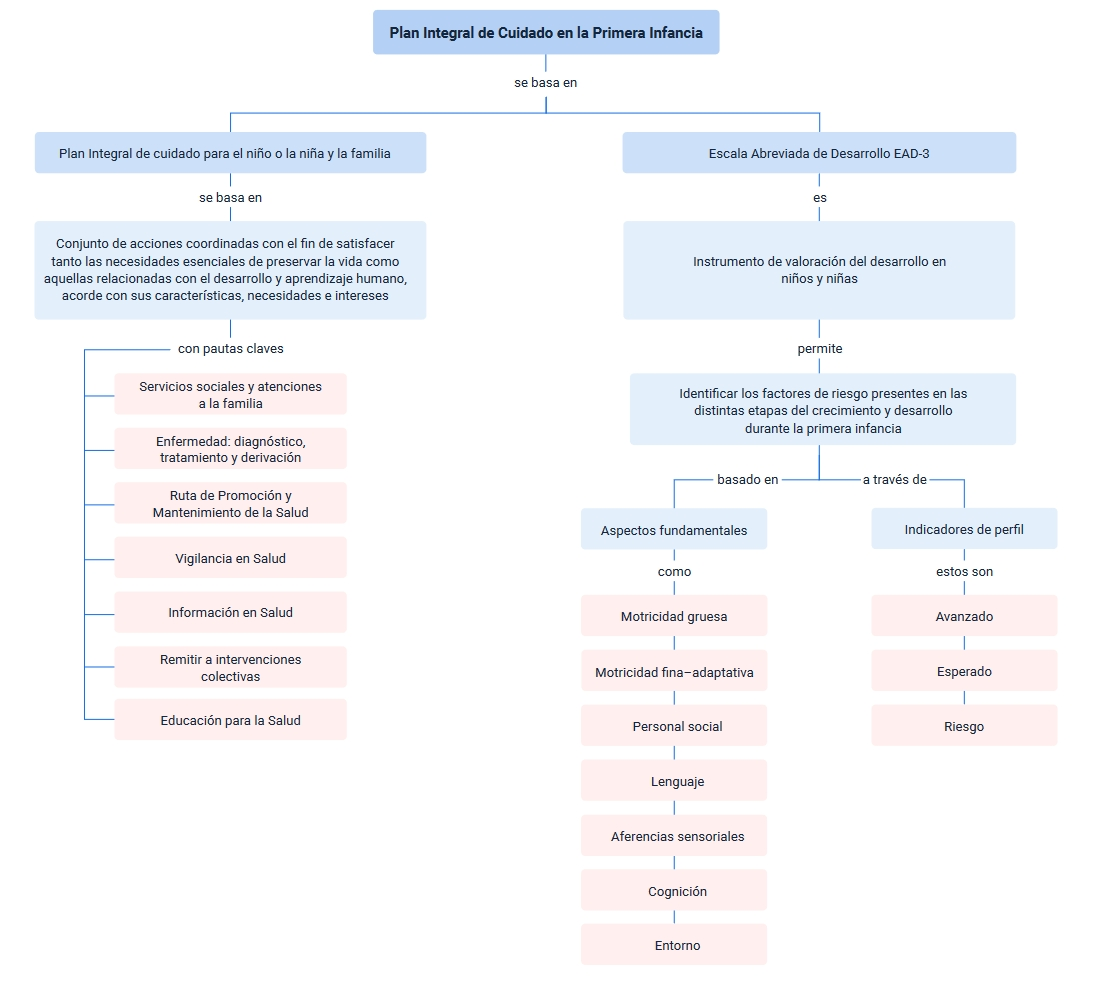 Plan Integral de Cuidado en la Primera Infancia
se basa en
Plan Integral de cuidado para el niño o la niña y la familia
se basa en
Conjunto de acciones coordinadas con el fin de satisfacer
tanto las necesidades esenciales de preservar la vida como
aquellas relacionadas con el desarrollo y aprendizaje humano,
acorde con sus características, necesidades e intereses
con pautas claves
Servicios sociales y atenciones
a la familia
Enfermedad: diagnóstico,
tratamiento y derivación
Ruta de Promoción y
Mantenimiento de la Salud
Vigilancia en Salud
Información en Salud
Remitir a intervenciones
colectivas
Educación para la Salud
Escala Abreviada de Desarrollo EAD-3
es
Instrumento de valoración del desarrollo en
niños y niñas
permite
Identificar los factores de riesgo presentes en las
distintas etapas del crecimiento y desarrollo
durante la primera infancia
basado en
Aspectos fundamentales
como
Motricidad gruesa
Motricidad fina–adaptativa
Personal social
Lenguaje
Aferencias sensoriales
Cognición
Entorno
a través de
Indicadores de perfil
estos son
Avanzado
Esperado
Riesgo